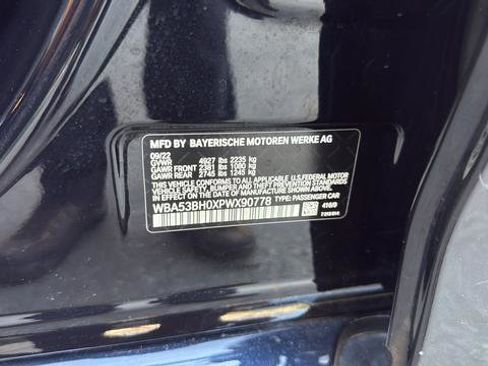 MFD BY BAYERISCHE MOTOREN WERKE AG
09/22
GVWR 4927 lbs 2235 kg
GAWR FRONT 2381 lbs 1080 kg
GAWR REAR 2745 lbs 1245 kg
THIS VEHICLE CONFORMS TO ALL APPLICABLE U.S. FEDERAL MOTOR
VEHICLE SAFETY, BUMPER, AND THEFT PREVENTION STANDARDS
IN EFFECT ON THE DATE OF MANUFACTURE SHOWN ABOVE.
WBA53BH0XPWX90778 TYPE: PASSENGER CAR